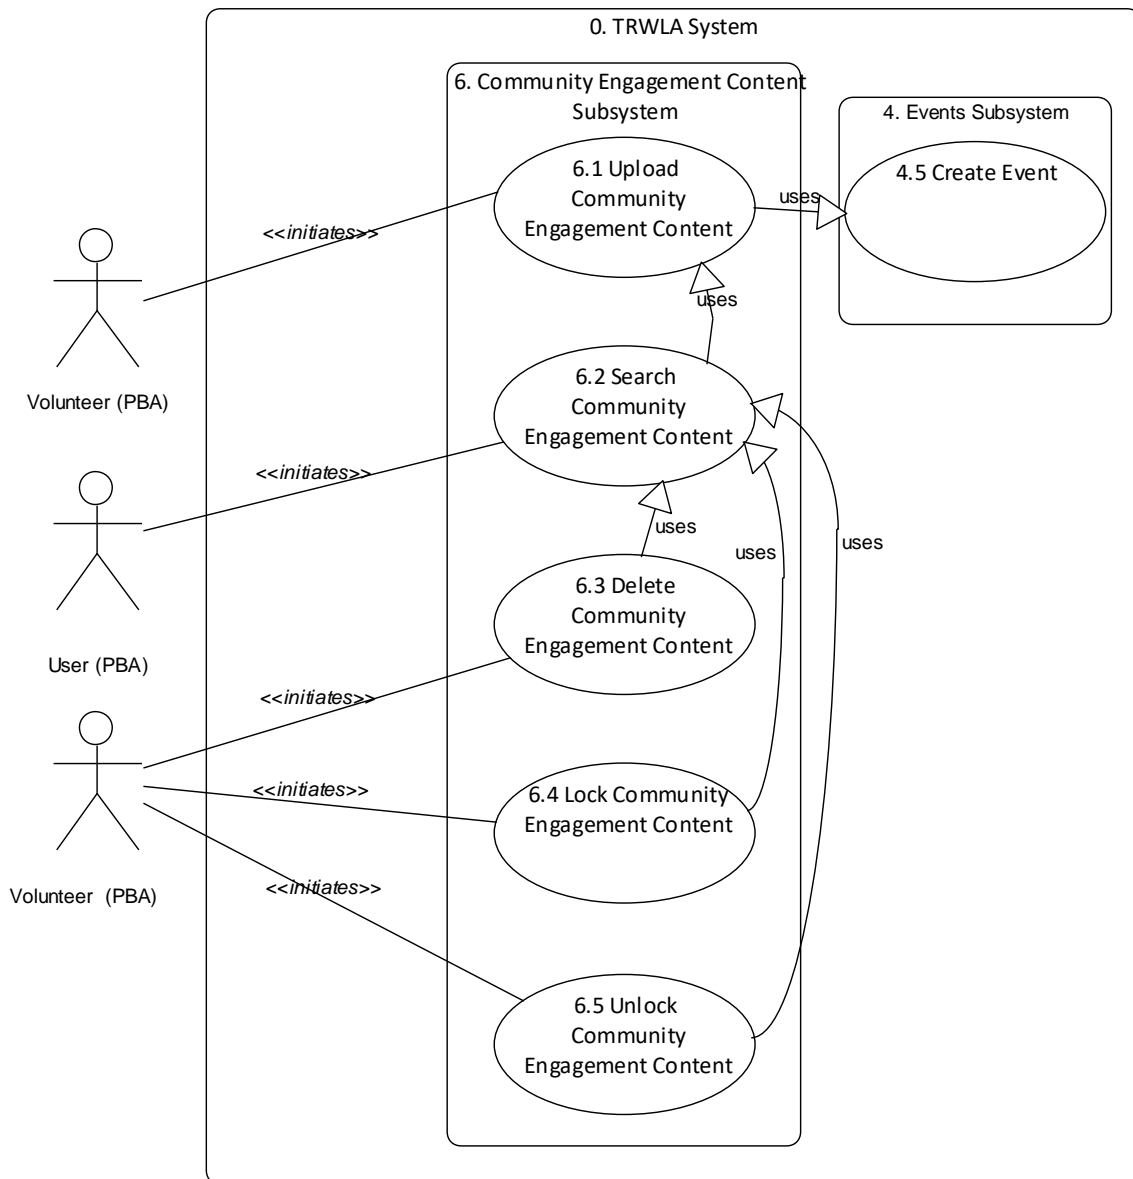 0. TRWLA System
6. Community Engagement Content
Subsystem
4. Events Subsystem
6.1 Upload
Community
Engagement Content
4.5 Create Event
uses
<<initiates>>
Volunteer (PBA)
uses
6.2 Search
Community
Engagement Content
<<initiates>>
User (PBA)
uses
uses
uses
6.3 Delete
Community
Engagement Content
<<initiates>>
6.4 Lock Community
Engagement Content
<<initiates>>
Volunteer (PBA)
<<initiates>>
6.5 Unlock
Community
Engagement Content